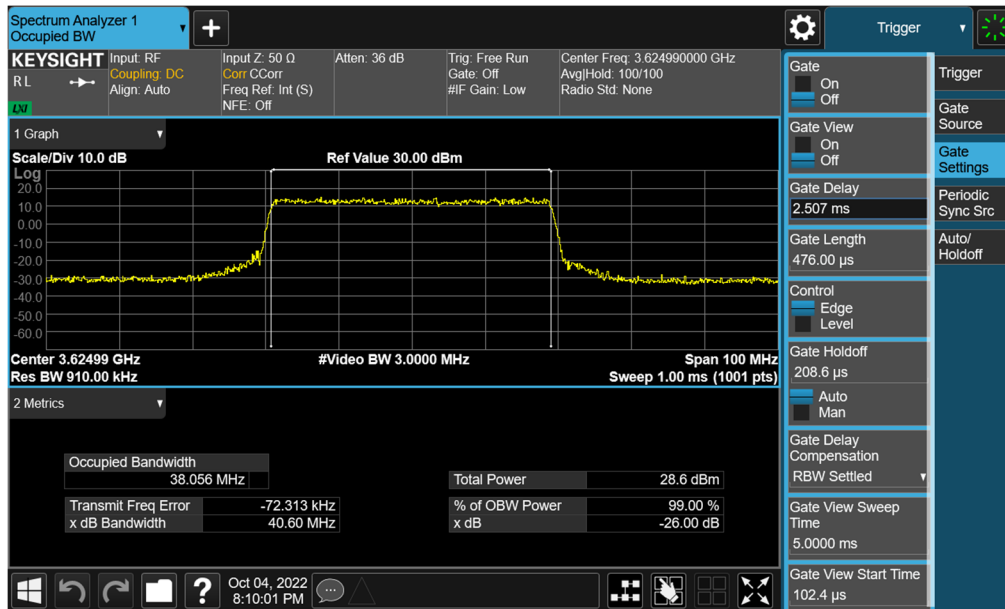 Spectrum Analyzer 1
Occupied BW
+
Trigger
KEYSIGHT
R L
LXI
Input: RF
Coupling: DC
Align: Auto
Input Z: 50 Ω
Corr CCorr
Freq Ref: Int (S)
NFE: Off
Atten: 36 dB
Trig: Free Run
Gate: Off
#IF Gain: Low
Center Freq: 3.624990000 GHz
Avg|Hold: 100/100
Radio Std: None
1 Graph
Scale/Div 10.0 dB
Ref Value 30.00 dBm
Log
20.0
10.0
0.00
-10.0
-20.0
-30.0
-40.0
-50.0
-60.0
Center 3.62499 GHz
#Video BW 3.0000 MHz
Span 100 MHz
Res BW 910.00 kHz
Sweep 1.00 ms (1001 pts)
2 Metrics
Occupied Bandwidth
38.056 MHz
Total Power 28.6 dBm
Transmit Freq Error -72.313 kHz
% of OBW Power 99.00 %
x dB Bandwidth 40.60 MHz
x dB -26.00 dB
Gate
On
Off
Gate View
On
Off
Gate Delay
2.507 ms
Gate Length
476.00 µs
Control
Edge
Level
Gate Holdoff
208.6 µs
Auto
Man
Gate Delay
Compensation
RBW Settled
Gate View Sweep
Time
5.0000 ms
Gate View Start Time
102.4 µs
Trigger
Gate
Source
Gate
Settings
Periodic
Sync Src
Auto/
Holdoff
?
Oct 04, 2022
8:10:01 PM